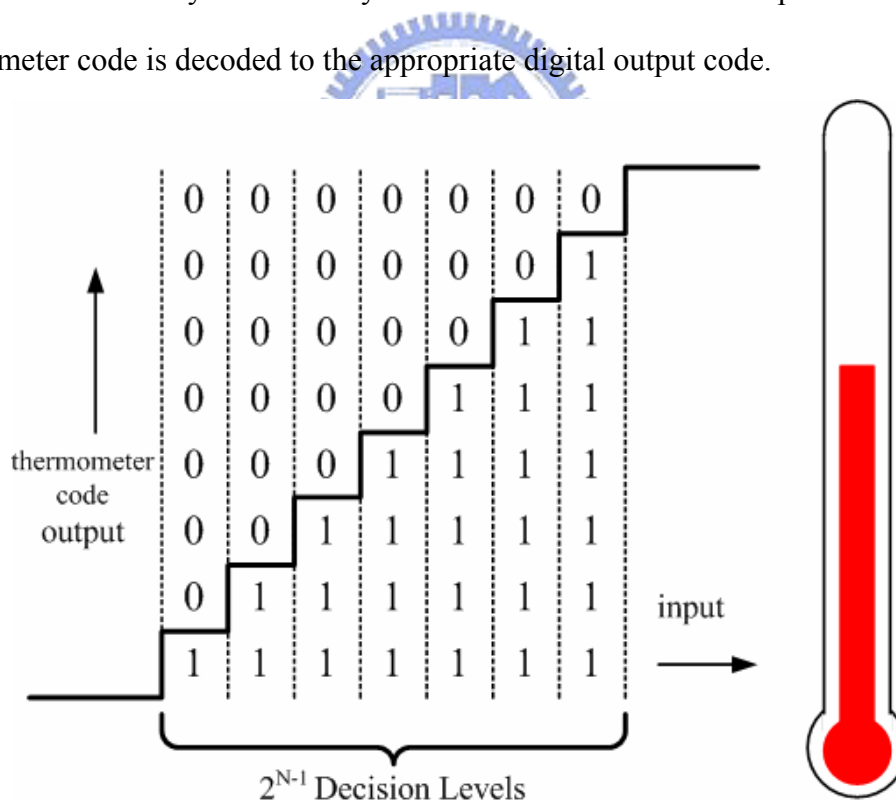 meter code is decoded to the appropriate digital output code.
0 0 0 0 0 0 0
0 0 0 0 0 0 1
0 0 0 0 0 1 1
0 0 0 0 1 1 1
0 0 0 1 1 1 1
0 0 1 1 1 1 1
0 1 1 1 1 1 1
1 1 1 1 1 1 1
thermometer
code
output
input
2^N-1 Decision Levels